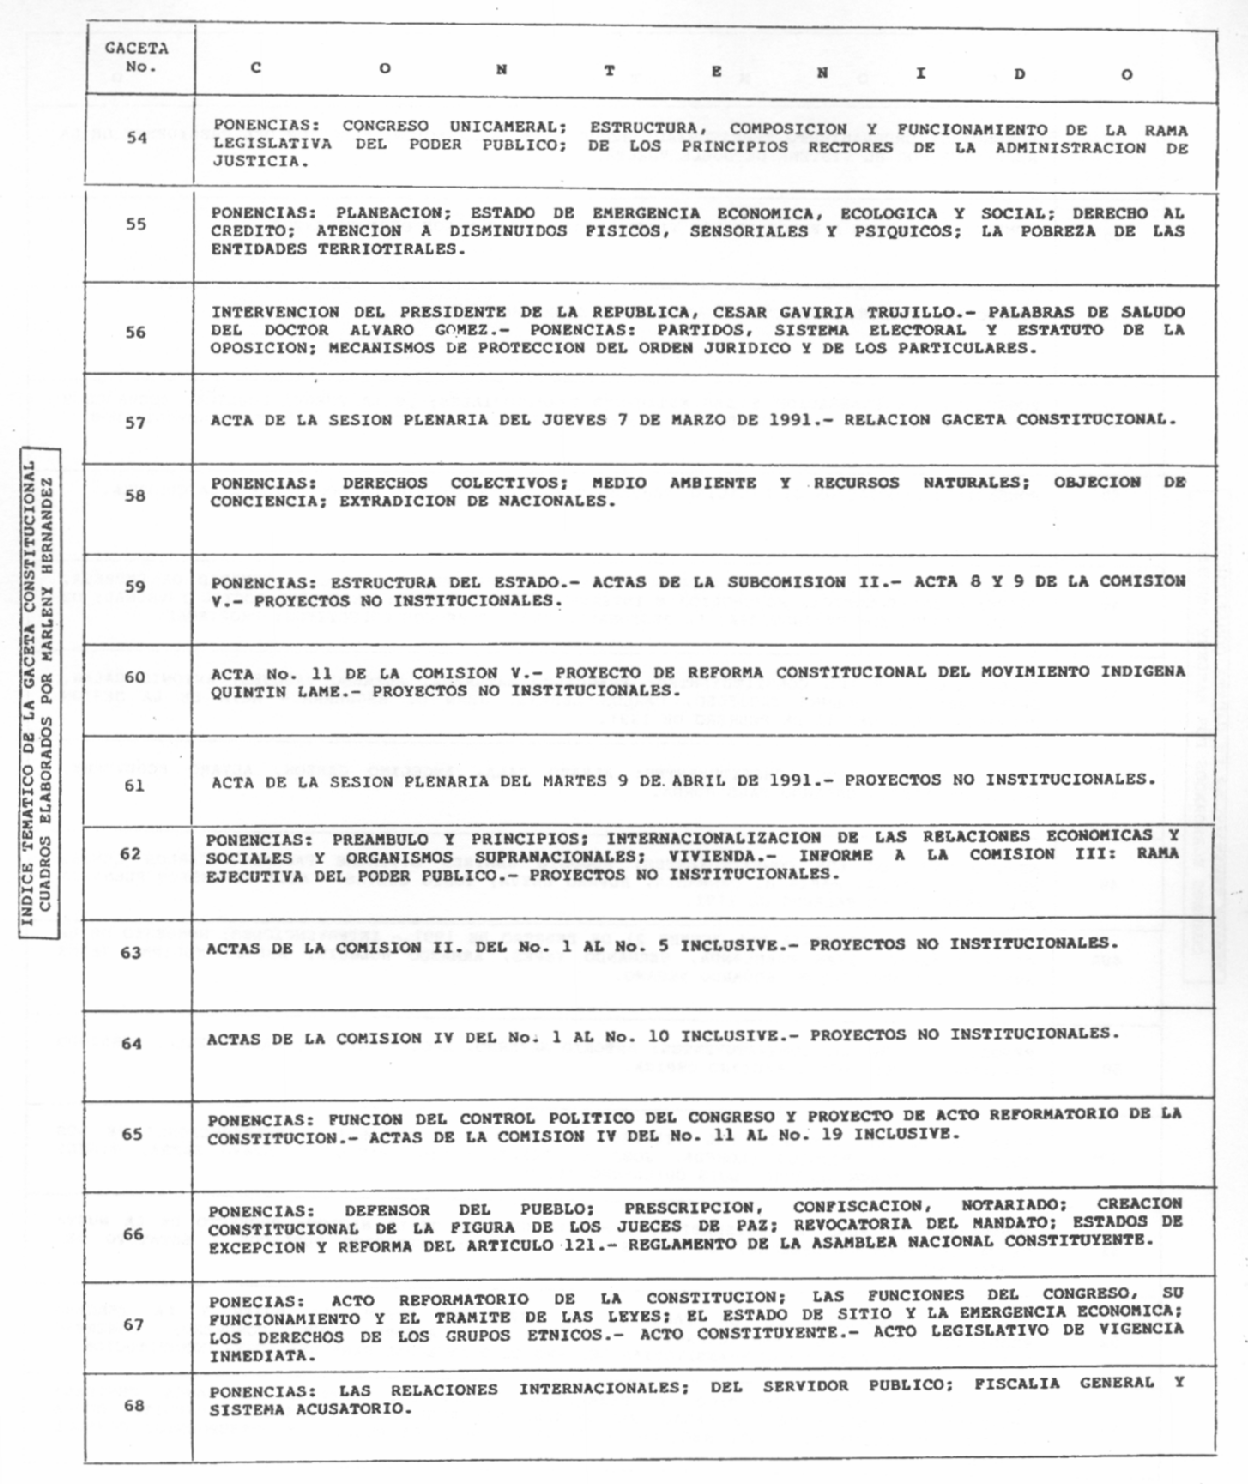 GACETA
No.
C O N T E N I D O
54
PONENCIAS: CONGRESO UNICAMERAL; ESTRUCTURA, COMPOSICION Y FUNCIONAMIENTO DE LA RAMA
LEGISLATIVA DEL PODER PUBLICO; DE LOS PRINCIPIOS RECTORES DE LA ADMINISTRACION DE
JUSTICIA.
55
PONENCIAS: PLANEACION; ESTADO DE EMERGENCIA ECONOMICA, ECOLOGICA Y SOCIAL; DERECHO AL
CREDITO; ATENCION A DISMINUIDOS FISICOS, SENSORIALES Y PSIQUICOS; LA POBREZA DE LAS
ENTIDADES TERRIOTIRALES.
56
INTERVENCION DEL PRESIDENTE DE LA REPUBLICA, CESAR GAVIRIA TRUJILLO.- PALABRAS DE SALUDO
DEL DOCTOR ALVARO GOMEZ.- PONENCIAS: PARTIDOS, SISTEMA ELECTORAL Y ESTATUTO DE LA
OPOSICION; MECANISMOS DE PROTECCION DEL ORDEN JURIDICO Y DE LOS PARTICULARES.
57
ACTA DE LA SESION PLENARIA DEL JUEVES 7 DE MARZO DE 1991.- RELACION GACETA CONSTITUCIONAL.
58
PONENCIAS: DERECHOS COLECTIVOS; MEDIO AMBIENTE Y RECURSOS NATURALES; OBJECION DE
CONCIENCIA; EXTRADICION DE NACIONALES.
59
PONENCIAS: ESTRUCTURA DEL ESTADO.- ACTAS DE LA SUBCOMISION II.- ACTA 8 Y 9 DE LA COMISION
V.- PROYECTOS NO INSTITUCIONALES.
60
ACTA No. 11 DE LA COMISION V.- PROYECTO DE REFORMA CONSTITUCIONAL DEL MOVIMIENTO INDIGENA
QUINTIN LAME.- PROYECTOS NO INSTITUCIONALES.
61
ACTA DE LA SESION PLENARIA DEL MARTES 9 DE ABRIL DE 1991.- PROYECTOS NO INSTITUCIONALES.
62
PONENCIAS: PREAMBULO Y PRINCIPIOS; INTERNACIONALIZACION DE LAS RELACIONES ECONOMICAS Y
SOCIALES Y ORGANISMOS SUPRANACIONALES; VIVIENDA.- INFORME A LA COMISION III: RAMA
EJECUTIVA DEL PODER PUBLICO.- PROYECTOS NO INSTITUCIONALES.
63
ACTAS DE LA COMISION II. DEL No. 1 AL No. 5 INCLUSIVE.- PROYECTOS NO INSTITUCIONALES.
64
ACTAS DE LA COMISION IV DEL No. 1 AL No. 10 INCLUSIVE.- PROYECTOS NO INSTITUCIONALES.
65
PONENCIAS: FUNCION DEL CONTROL POLITICO DEL CONGRESO Y PROYECTO DE ACTO REFORMATORIO DE LA
CONSTITUCION.- ACTAS DE LA COMISION IV DEL No. 11 AL No. 19 INCLUSIVE.
66
PONENCIAS: DEFENSOR DEL PUEBLO; PRESCRIPCION, CONFISCACION, NOTARIADO; CREACION
CONSTITUCIONAL DE LA FIGURA DE LOS JUECES DE PAZ; REVOCATORIA DEL MANDATO; ESTADOS DE
EXCEPCION Y REFORMA DEL ARTICULO 121.- REGLAMENTO DE LA ASAMBLEA NACIONAL CONSTITUYENTE.
67
PONECIAS: ACTO REFORMATORIO DE LA CONSTITUCION; LAS FUNCIONES DEL CONGRESO, SU
FUNCIONAMIENTO Y EL TRAMITE DE LAS LEYES; EL ESTADO DE SITIO Y LA EMERGENCIA ECONOMICA;
LOS DERECHOS DE LOS GRUPOS ETNICOS.- ACTO CONSTITUYENTE.- ACTO LEGISLATIVO DE VIGENCIA
INMEDIATA.
68
PONENCIAS: LAS RELACIONES INTERNACIONALES; DEL SERVIDOR PUBLICO; FISCALIA GENERAL Y
SISTEMA ACUSATORIO.
INDICE TEMATICO DE LA GACETA CONSTITUCIONAL
CUADROS ELABORADOS POR MARLENY HERNANDEZ